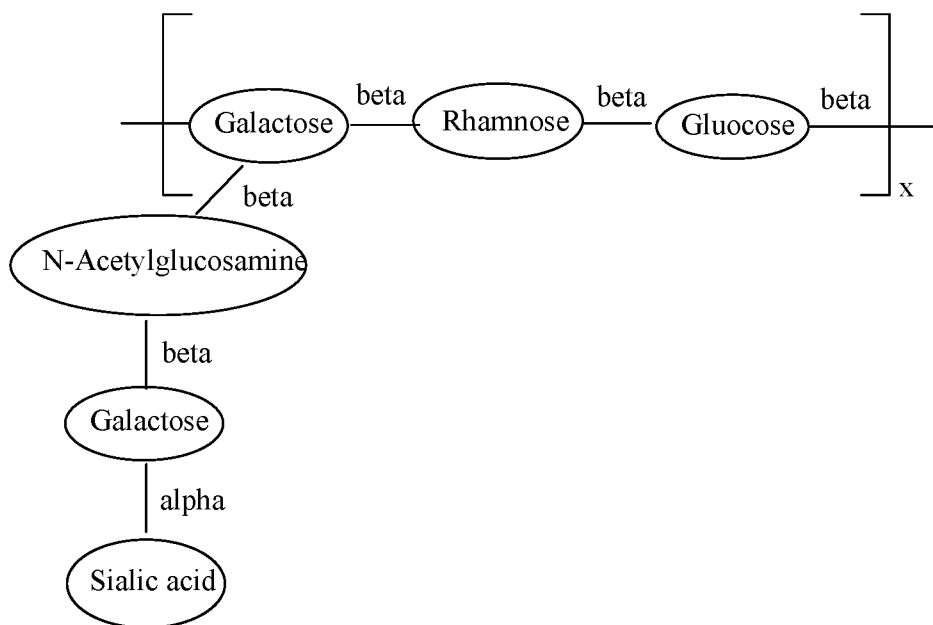 beta
beta
beta
Galactose
Rhamnose
Gluocose
x
beta
N-Acetylglucosamine
beta
Galactose
alpha
Sialic acid